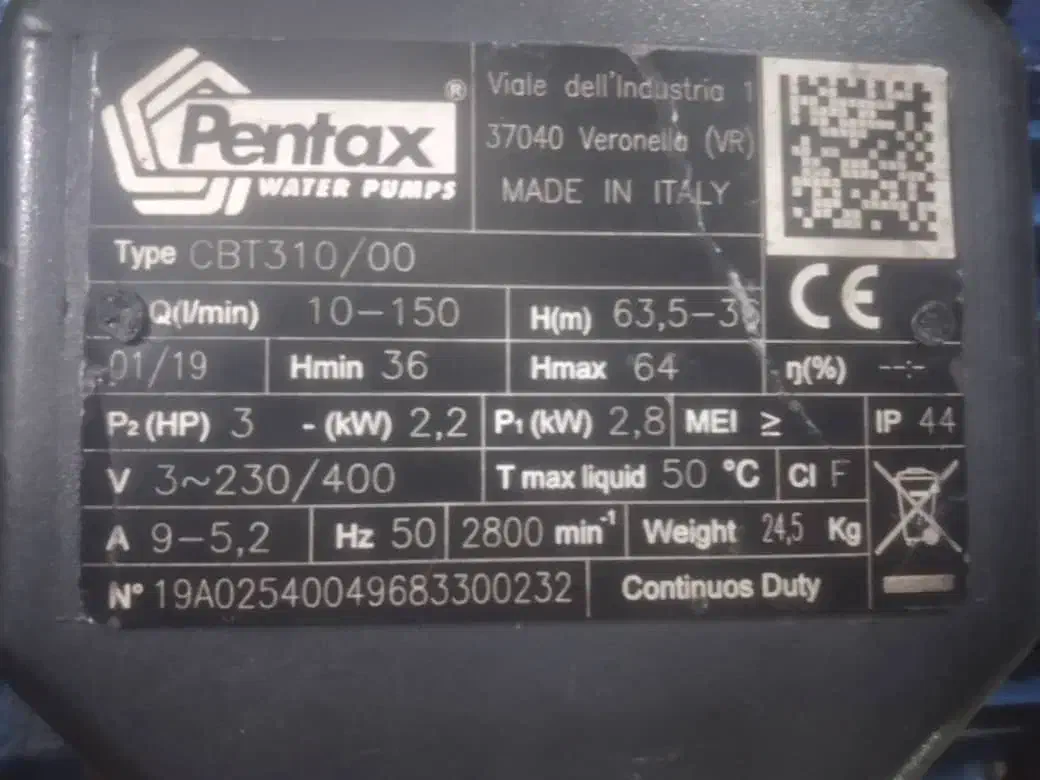 Pentax ®
WATER PUMPS
Viale dell'Industria 1
37040 Veronella (VR)
MADE IN ITALY
Type CBT310/00
Q(l/min) 10-150 H(m) 63,5-
01/19 Hmin 36 Hmax 64 η(%) --:-
P2 (HP) 3 - (kW) 2,2 P1 (kW) 2,8 MEI ≥ IP 44
V 3~230/400 T max liquid 50 °C Cl F
A 9-5,2 Hz 50 2800 min-1 Weight 24,5 Kg
N° 19A02540049683300232 Continuos Duty
CE